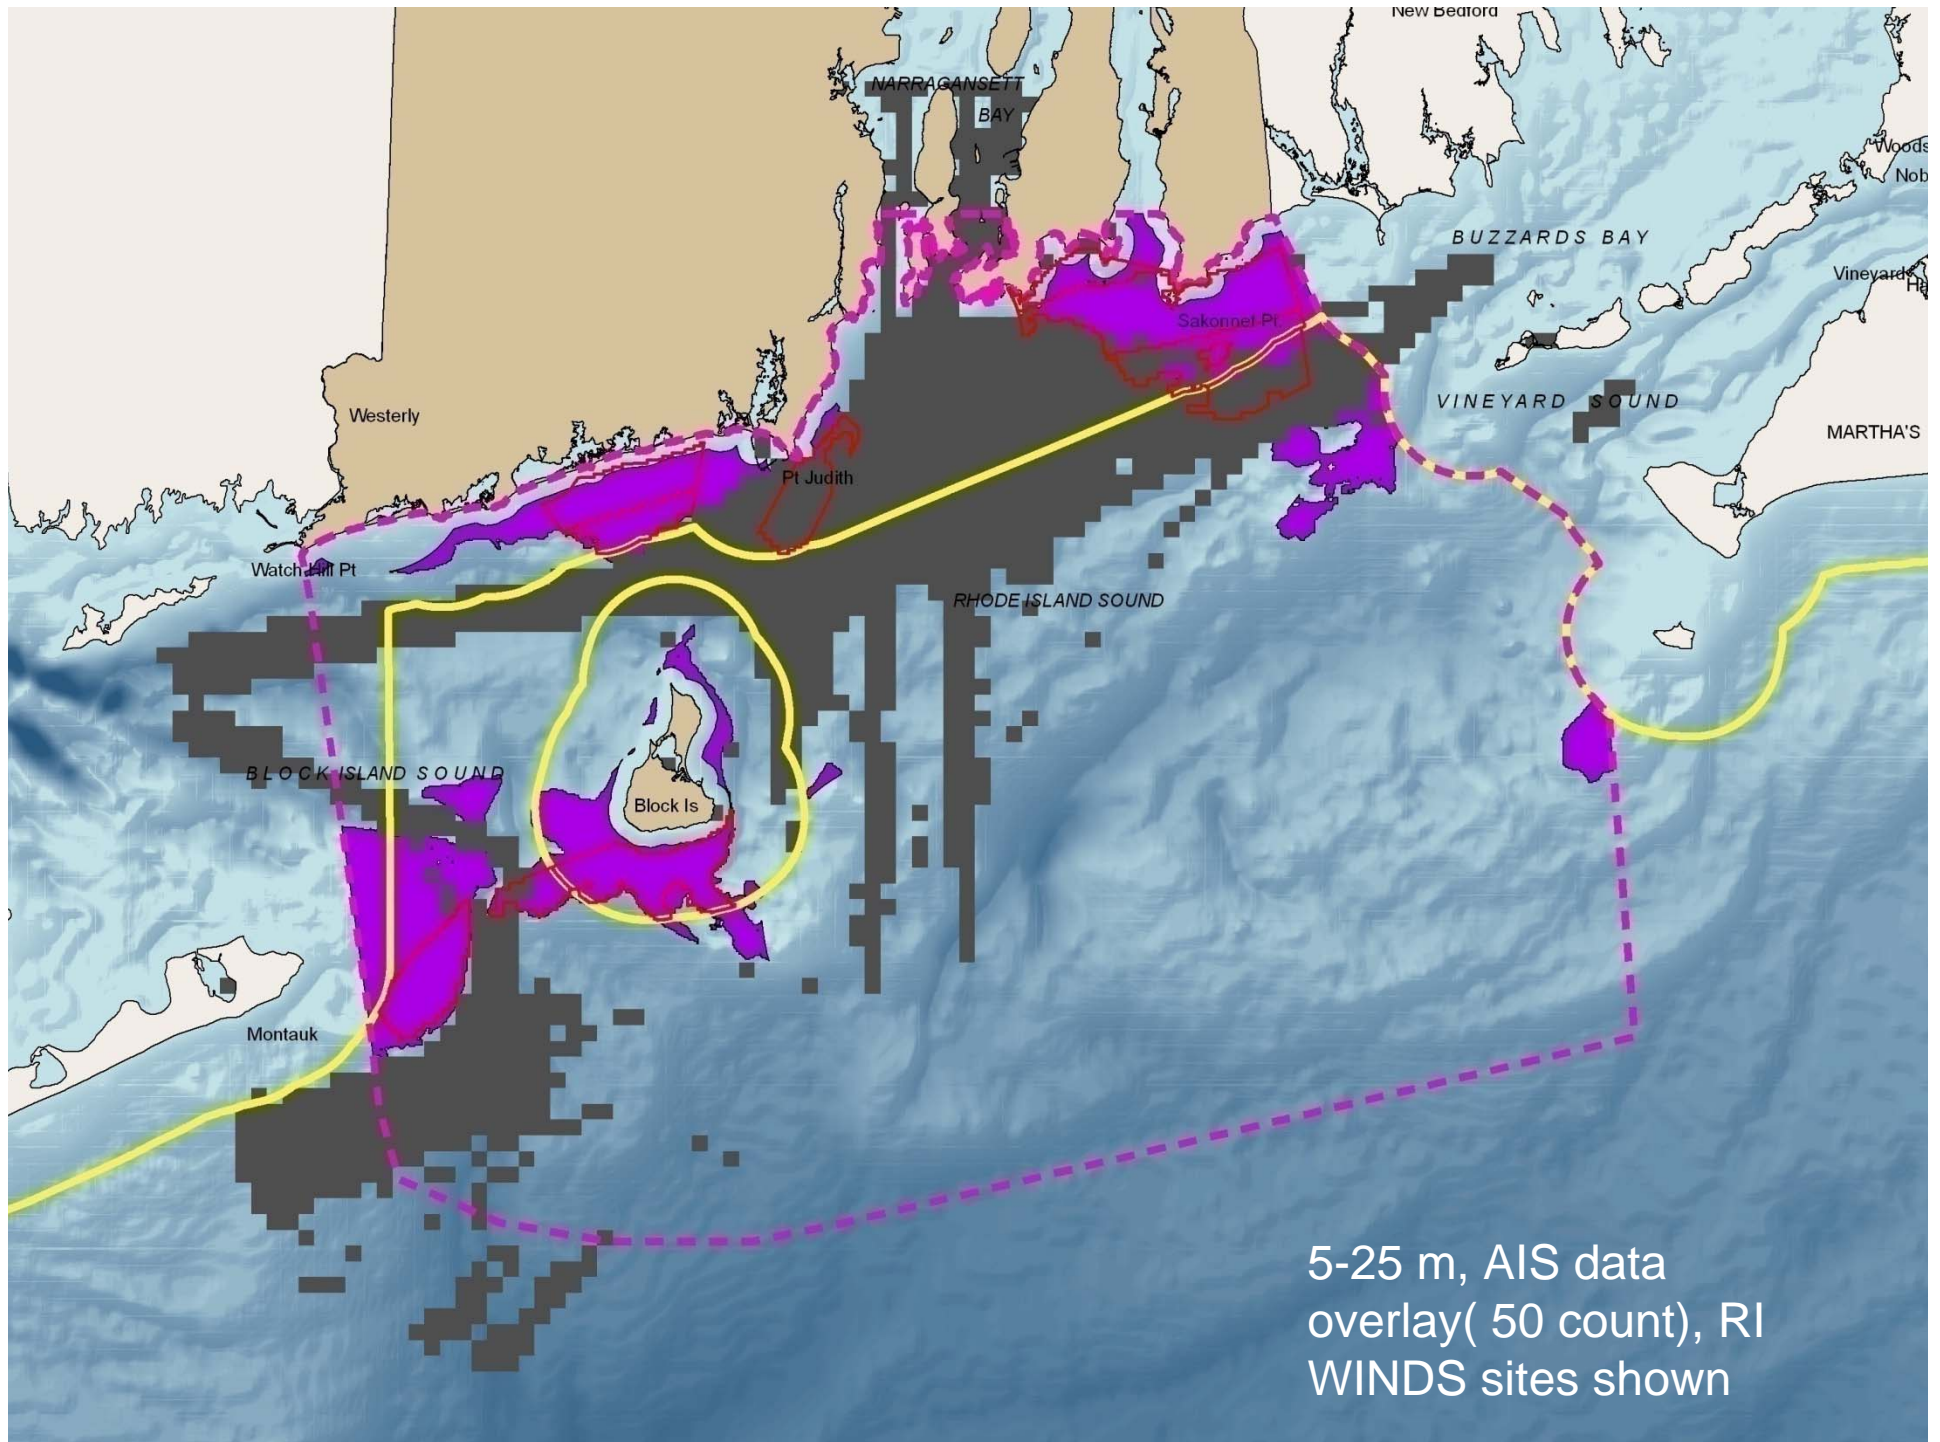 New Bedford
NARRAGANSETT
BAY
Woods
Nob
BUZZARDS BAY
Vineyard
Ha
Sakonnet Pt.
VINEYARD SOUND
Westerly
MARTHA'S
Pt Judith
Watch Hill Pt
RHODE ISLAND SOUND
BLOCK ISLAND SOUND
Block Is
Montauk
5-25 m, AIS data
overlay( 50 count), RI
WINDS sites shown